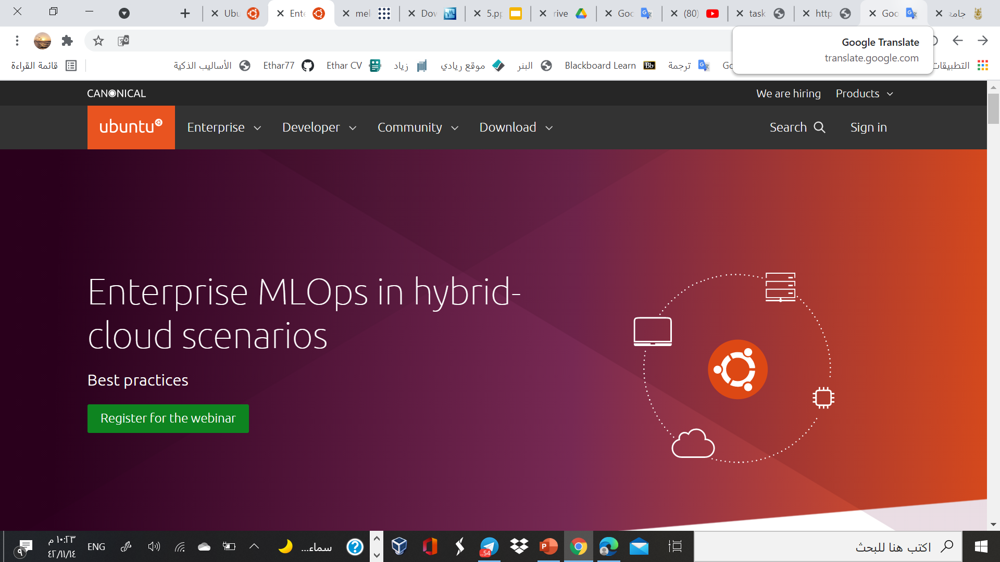 Ubu
Ente
mel
Dov
5.pp
rive
Goo
(80)
task
http
Goo
جامع
Google Translate
translate.google.com
التطبيقات
ترجمة
Blackboard Learn
البنر
موقع ريادي
زياد
Ethar CV
Ethar77
الأساليب الذكية
قائمة القراءة
CANONICAL
We are hiring
Products
ubuntu
Enterprise
Developer
Community
Download
Search
Sign in
Enterprise MLOps in hybrid-
cloud scenarios
Best practices
Register for the webinar
اكتب هنا للبحث
54..
سماء...
ENG
١٠:٢٣ م
٤٢/١١/١٤
٩